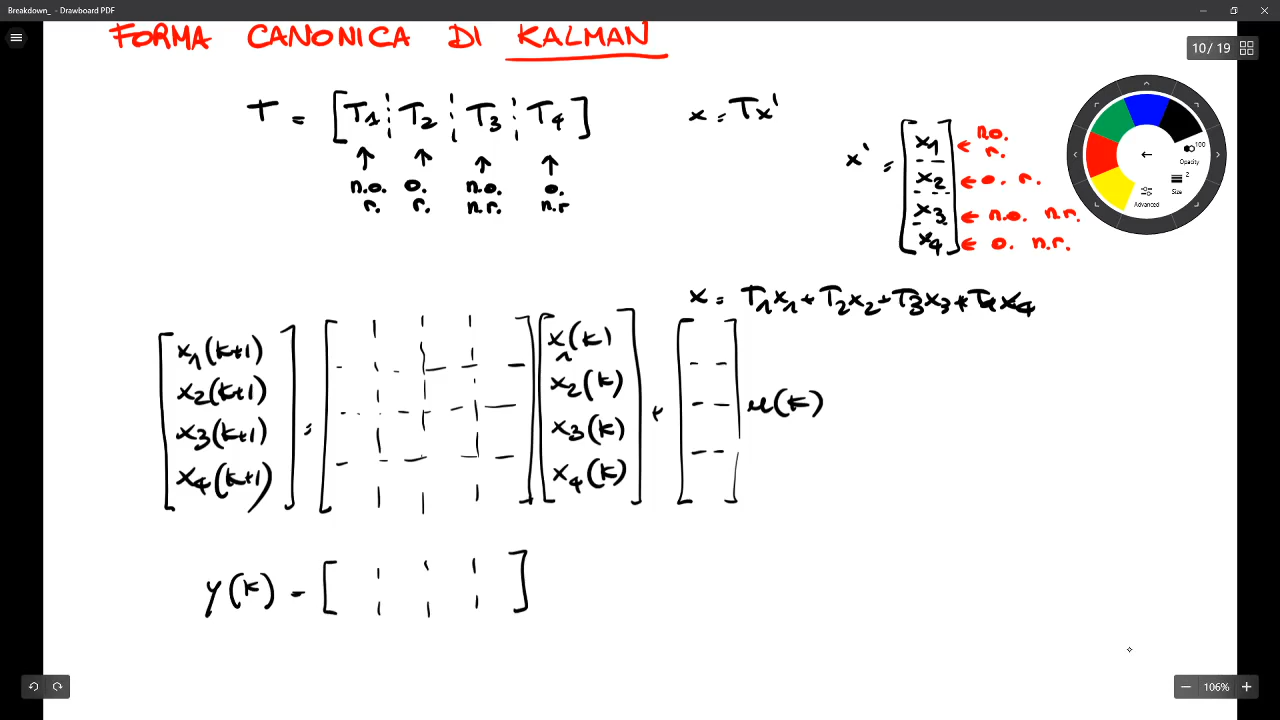 Breakdown_ - Drawboard PDF
10 / 19
FORMA CANONICA DI KALMAN
T = [T1 ¦ T2 ¦ T3 ¦ T4]
n.o. o. n.o. o.
r. r. n.r. n.r
x = Tx'
x' = [x1 x2 x3 x4]
n.o.
r.
o. r.
n.o. n.r.
o. n.r.
100
Opacity
2
Size
Advanced
x = T1x1 + T2x2 + T3x3 + T4x4
x1(k+1) x1(k)
x2(k+1) x2(k)
x3(k+1) = x3(k) + u(k)
x4(k+1) x4(k)
y(k) = [ ]
106%